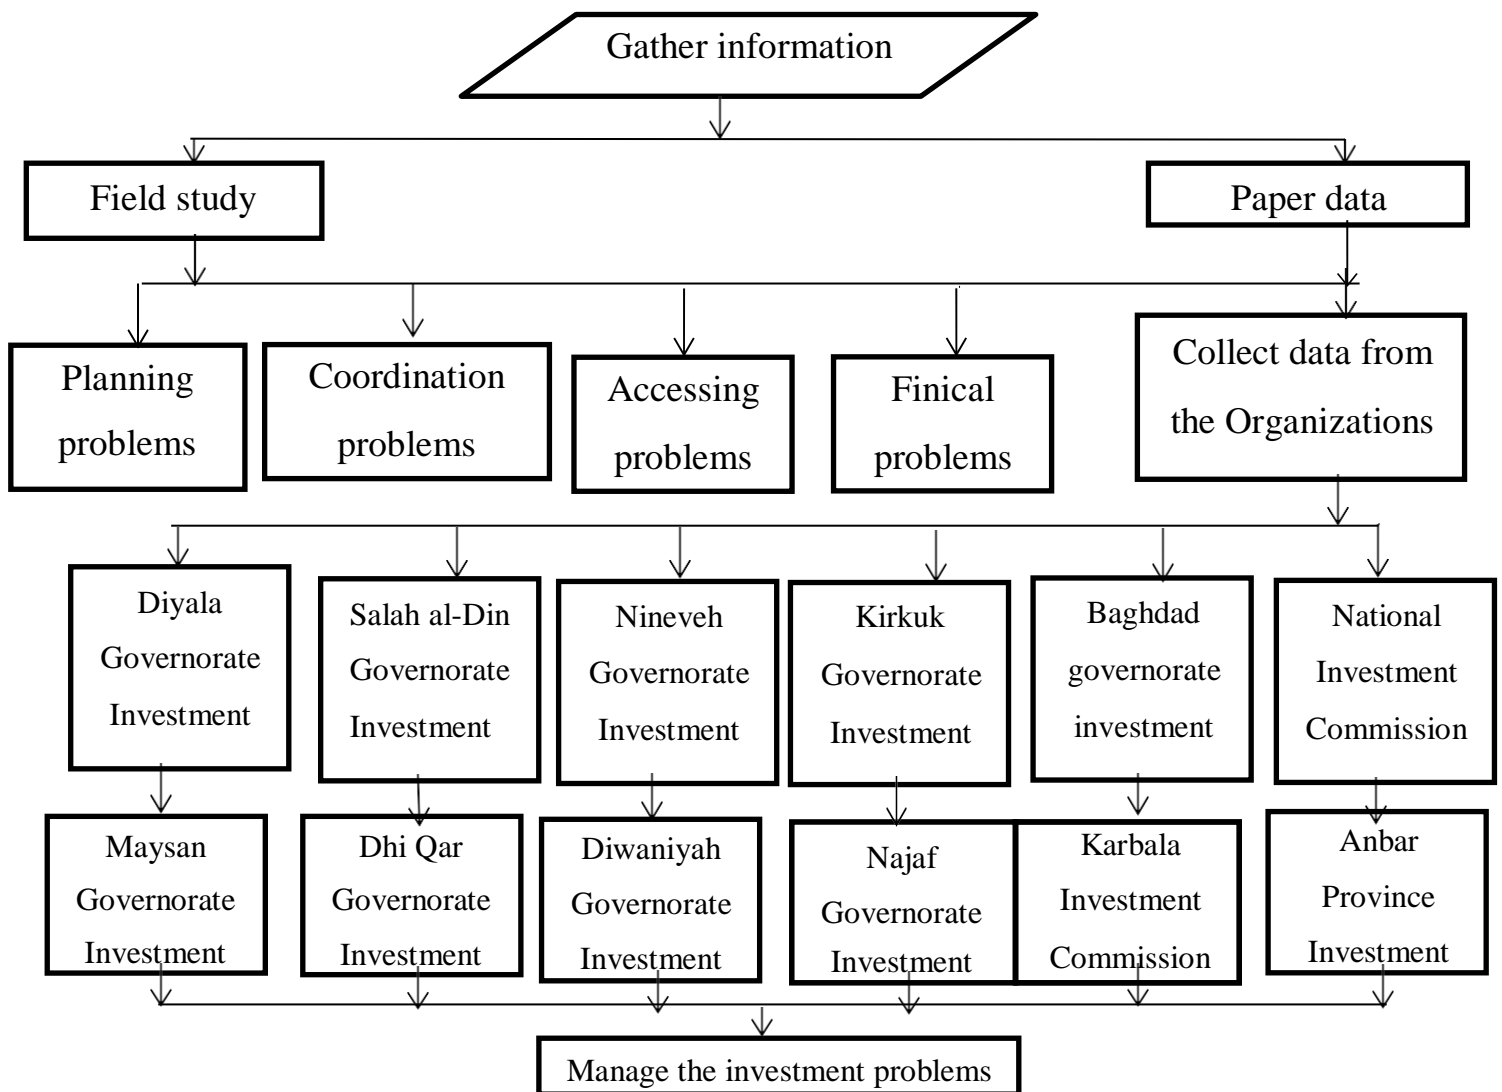 Gather information
Field study
Paper data
Planning
problems
Coordination
problems
Accessing
problems
Finical
problems
Collect data from
the Organizations
Diyala
Governorate
Investment
Salah al-Din
Governorate
Investment
Nineveh
Governorate
Investment
Kirkuk
Governorate
Investment
Baghdad
governorate
investment
National
Investment
Commission
Maysan
Governorate
Investment
Dhi Qar
Governorate
Investment
Diwaniyah
Governorate
Investment
Najaf
Governorate
Investment
Karbala
Investment
Commission
Anbar
Province
Investment
Manage the investment problems